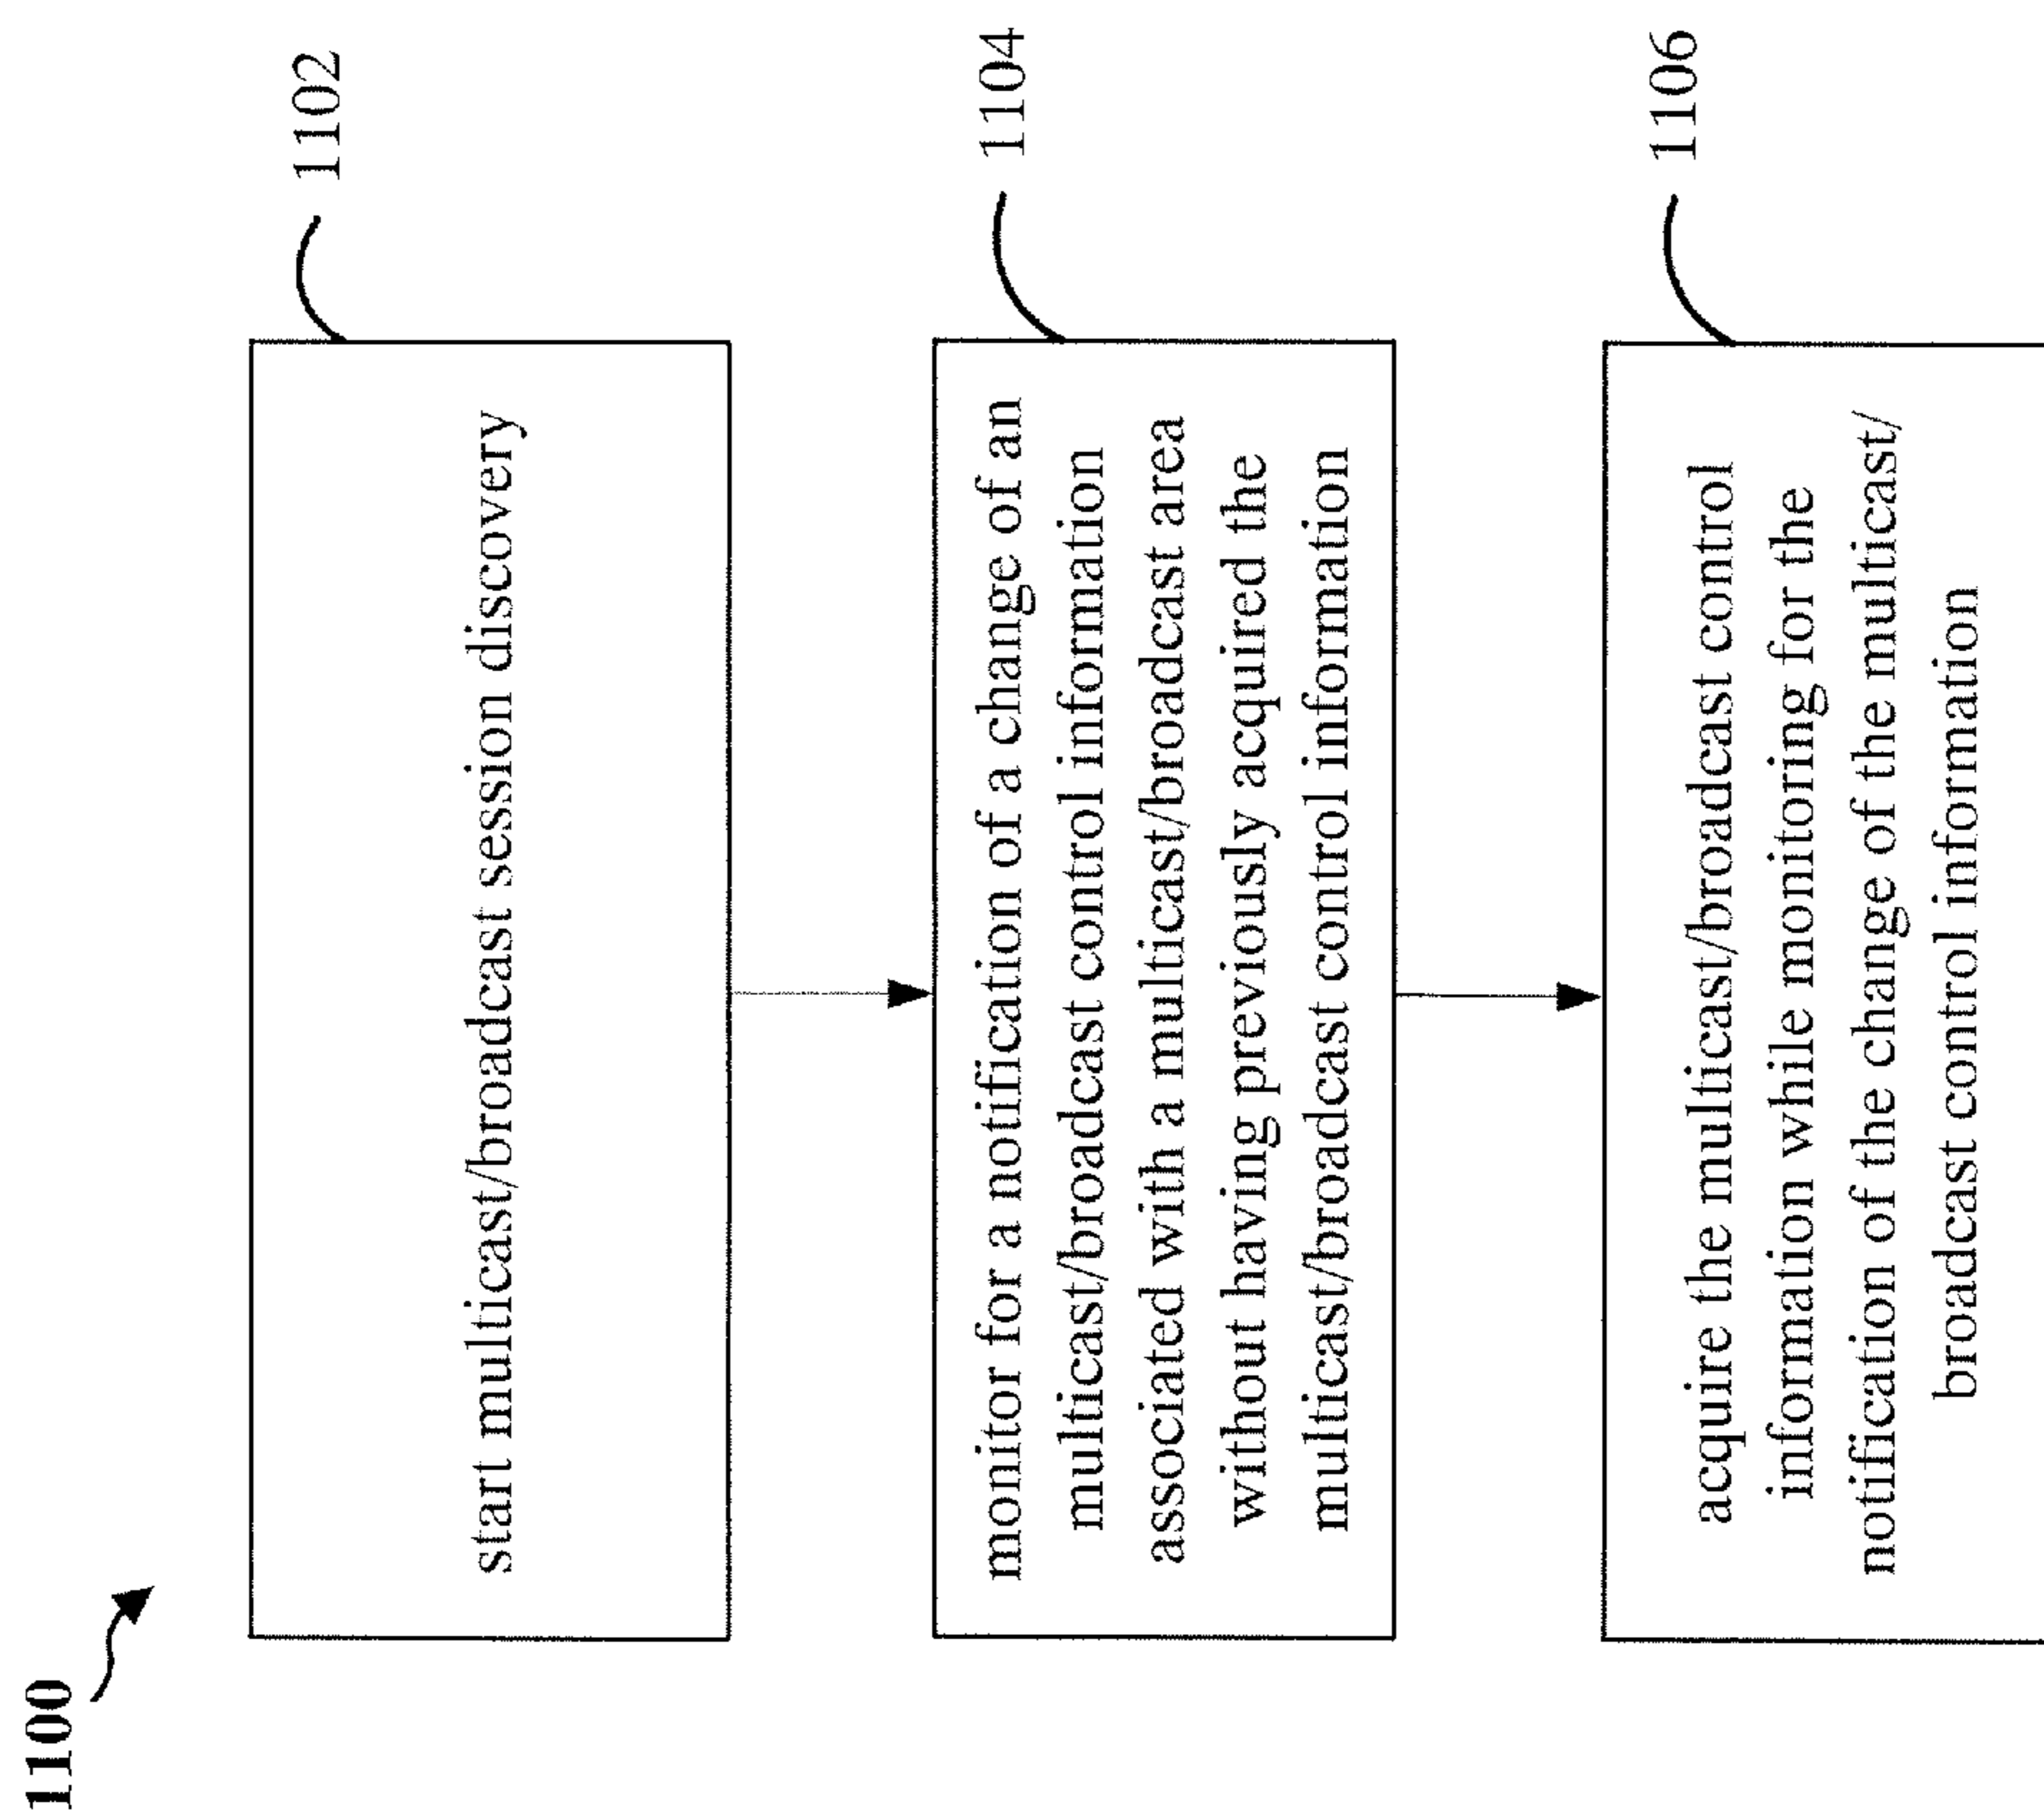 1100
start multicast/broadcast session discovery
1102
monitor for a notification of a change of an
multicast/broadcast control information
associated with a multicast/broadcast area
without having previously acquired the
multicast/broadcast control information
1104
acquire the multicast/broadcast control
information while monitoring for the
notification of the change of the multicast/
broadcast control information
1106